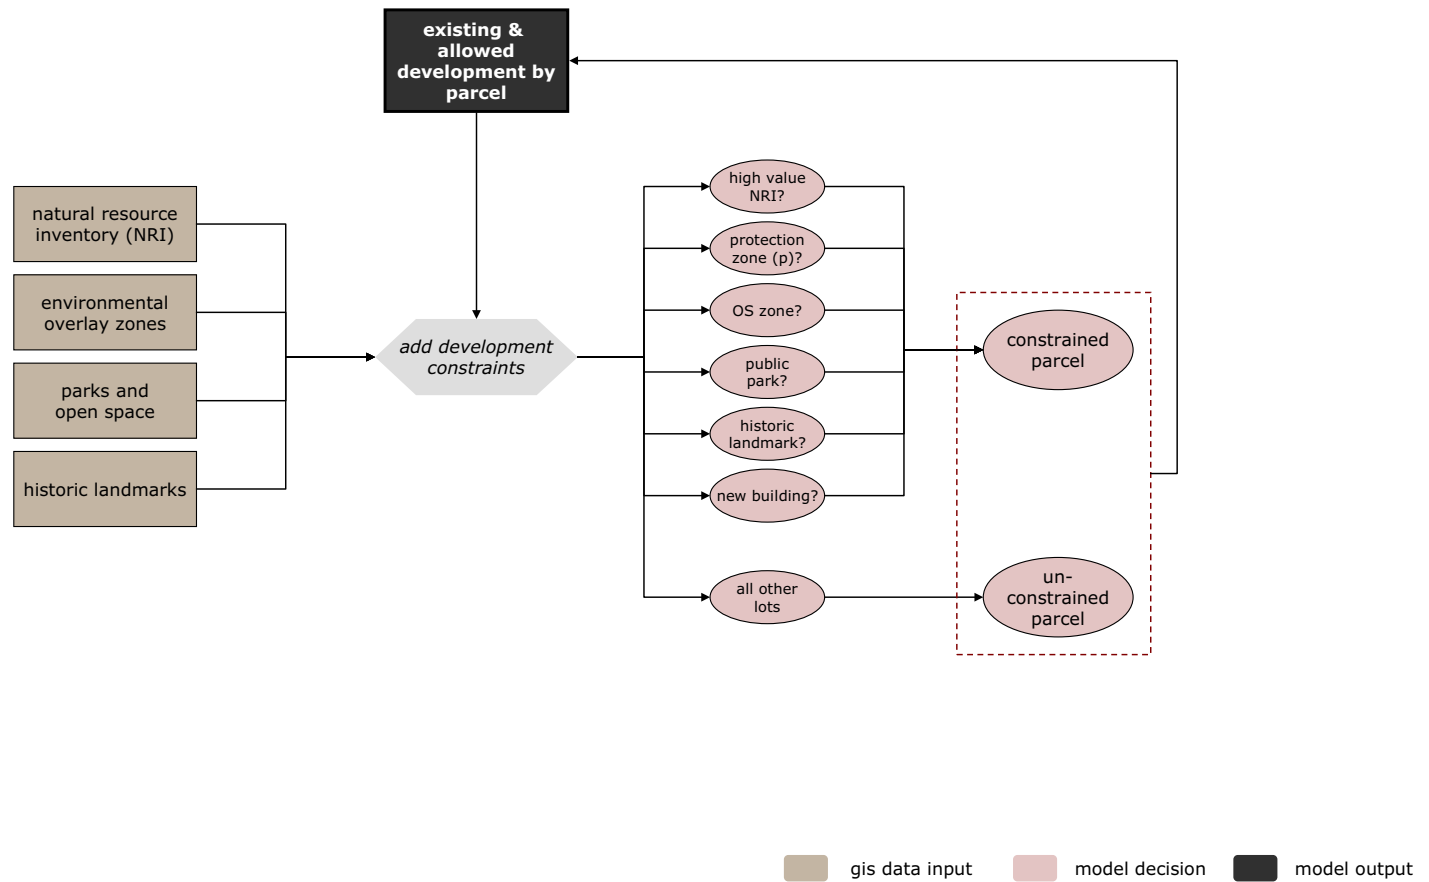 existing &
allowed
development by
parcel
natural resource
inventory (NRI)
environmental
overlay zones
parks and
open space
historic landmarks
add development
constraints
high value
NRI?
protection
zone (p)?
OS zone?
public
park?
historic
landmark?
new building?
all other
lots
constrained
parcel
un-
constrained
parcel
gis data input
model decision
model output